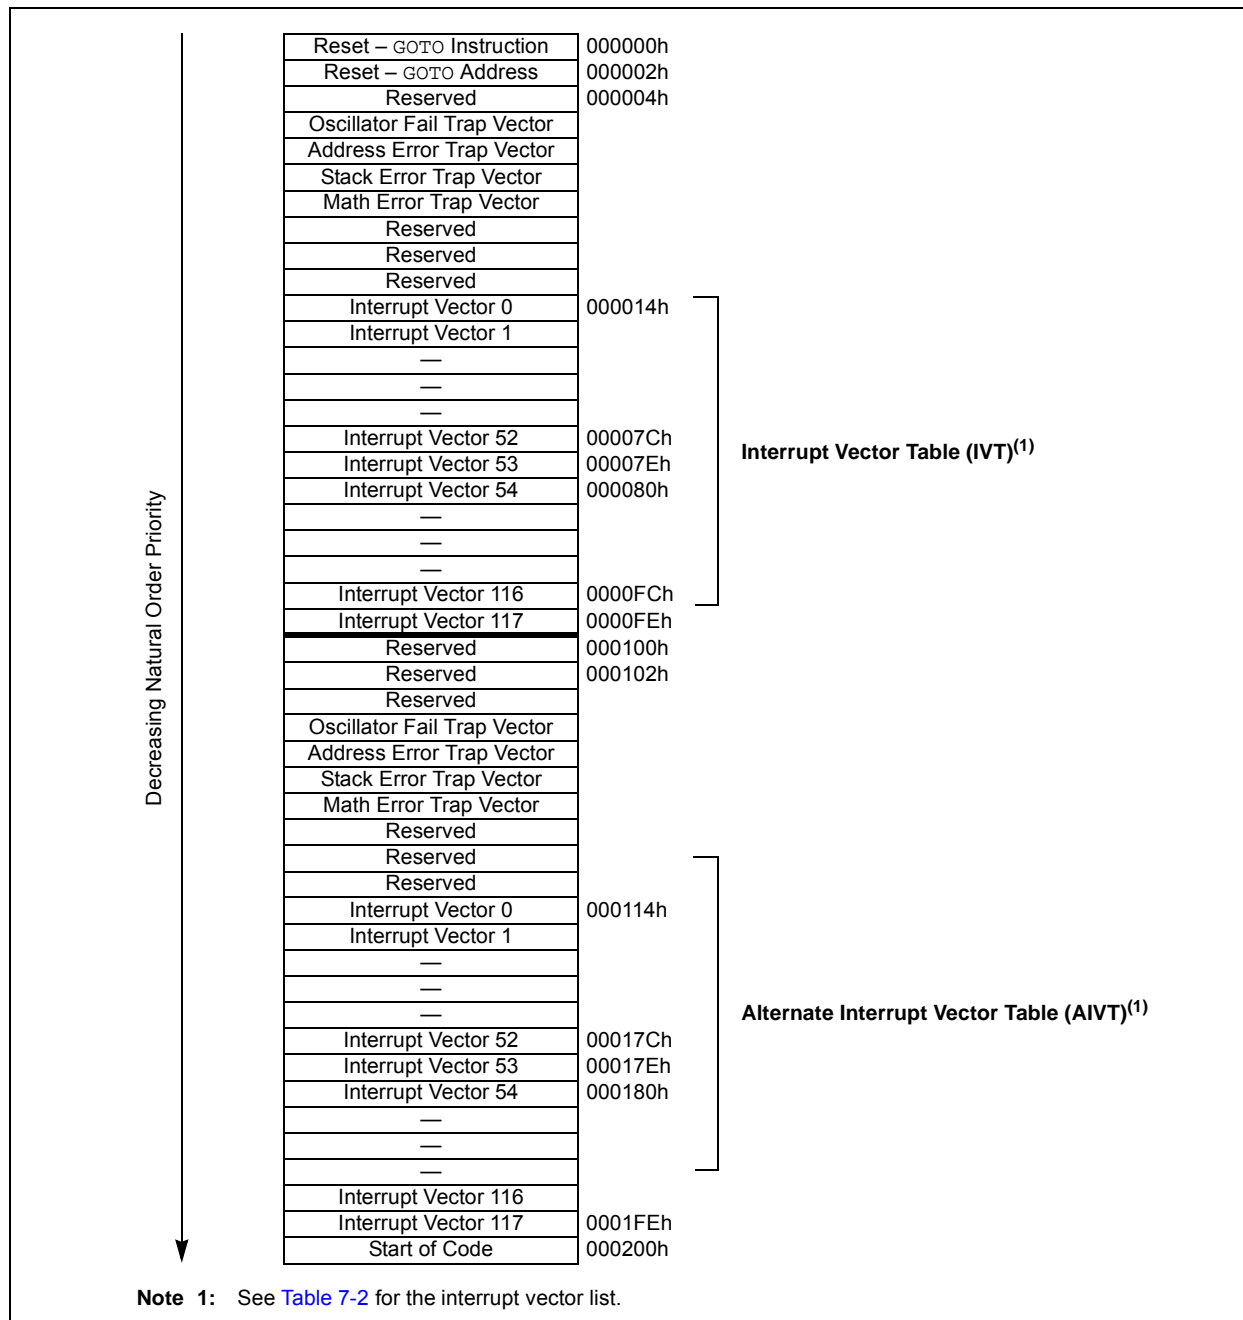 Reset – GOTO Instruction 000000h
Reset – GOTO Address 000002h
Reserved 000004h
Oscillator Fail Trap Vector
Address Error Trap Vector
Stack Error Trap Vector
Math Error Trap Vector
Reserved
Reserved
Reserved
Interrupt Vector 0 000014h
Interrupt Vector 1
—
—
—
Interrupt Vector 52 00007Ch
Interrupt Vector Table (IVT)(1)
Interrupt Vector 53 00007Eh
Interrupt Vector 54 000080h
—
—
—
Interrupt Vector 116 0000FCh
Interrupt Vector 117 0000FEh
Decreasing Natural Order Priority
Reserved 000100h
Reserved 000102h
Reserved
Oscillator Fail Trap Vector
Address Error Trap Vector
Stack Error Trap Vector
Math Error Trap Vector
Reserved
Reserved
Reserved
Interrupt Vector 0 000114h
Interrupt Vector 1
—
—
—
Alternate Interrupt Vector Table (AIVT)(1)
Interrupt Vector 52 00017Ch
Interrupt Vector 53 00017Eh
Interrupt Vector 54 000180h
—
—
—
Interrupt Vector 116
Interrupt Vector 117 0001FEh
Start of Code 000200h
Note 1: See Table 7-2 for the interrupt vector list.